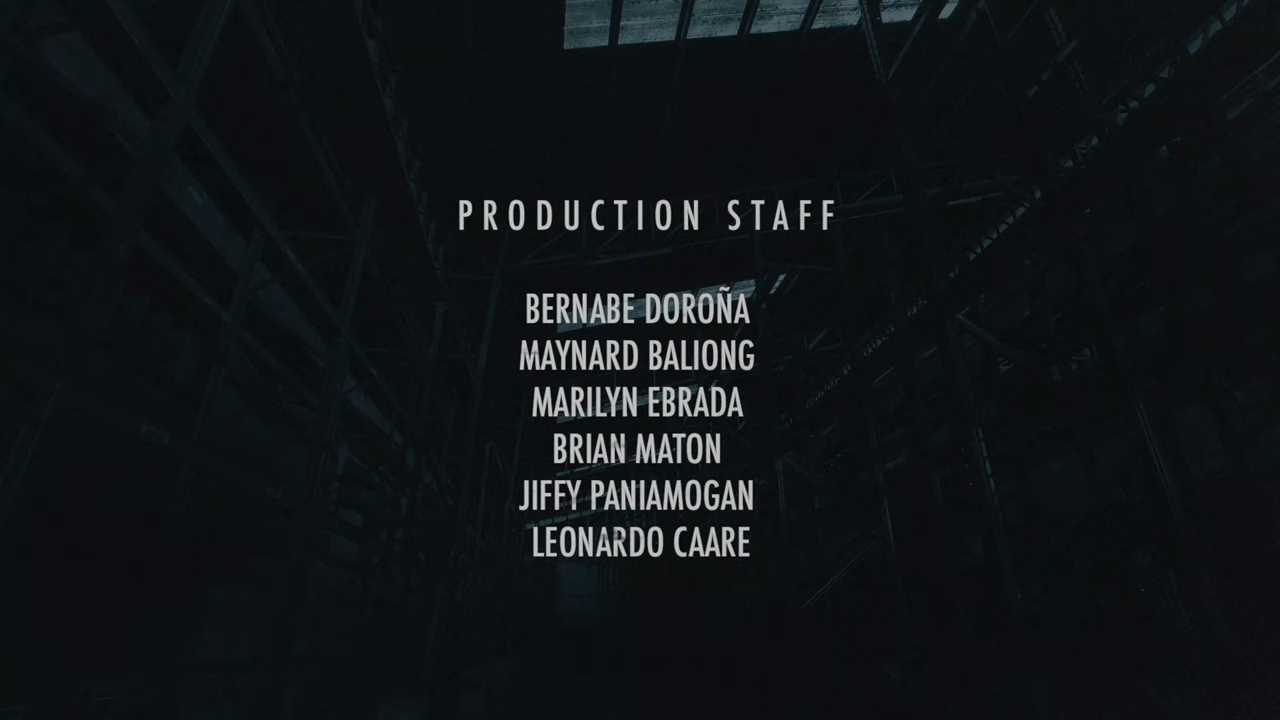 PRODUCTION STAFF
BERNABE DOROÑA
MAYNARD BALIONG
MARILYN EBRADA
BRIAN MATON
JIFFY PANIAMOGAN
LEONARDO CAARE